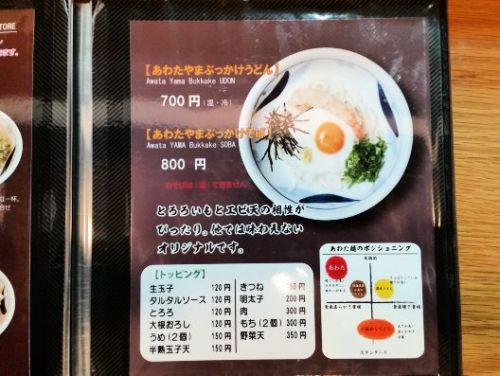 TORE
【あわたやまぶっかけうどん】
Awata Yama Bukkake UDON
700円（温・冷）
【あわたやまぶっかけそば】
Awata YAMA Bukkake SOBA
800 円
とろろいもとエビ天の相性が
ぴったり。他では味わえない
オリジナルです。
【トッピング】
生玉子 120円
タルタルソース 120円
とろろ 120円
大根おろし 120円
うめ（2個） 150円
半熟玉子天 150円
きつね
明太子 200円
肉 300円
もち（2個） 300円
野菜天 350円
あわた麺のポジショニング
あわた
スタンダード